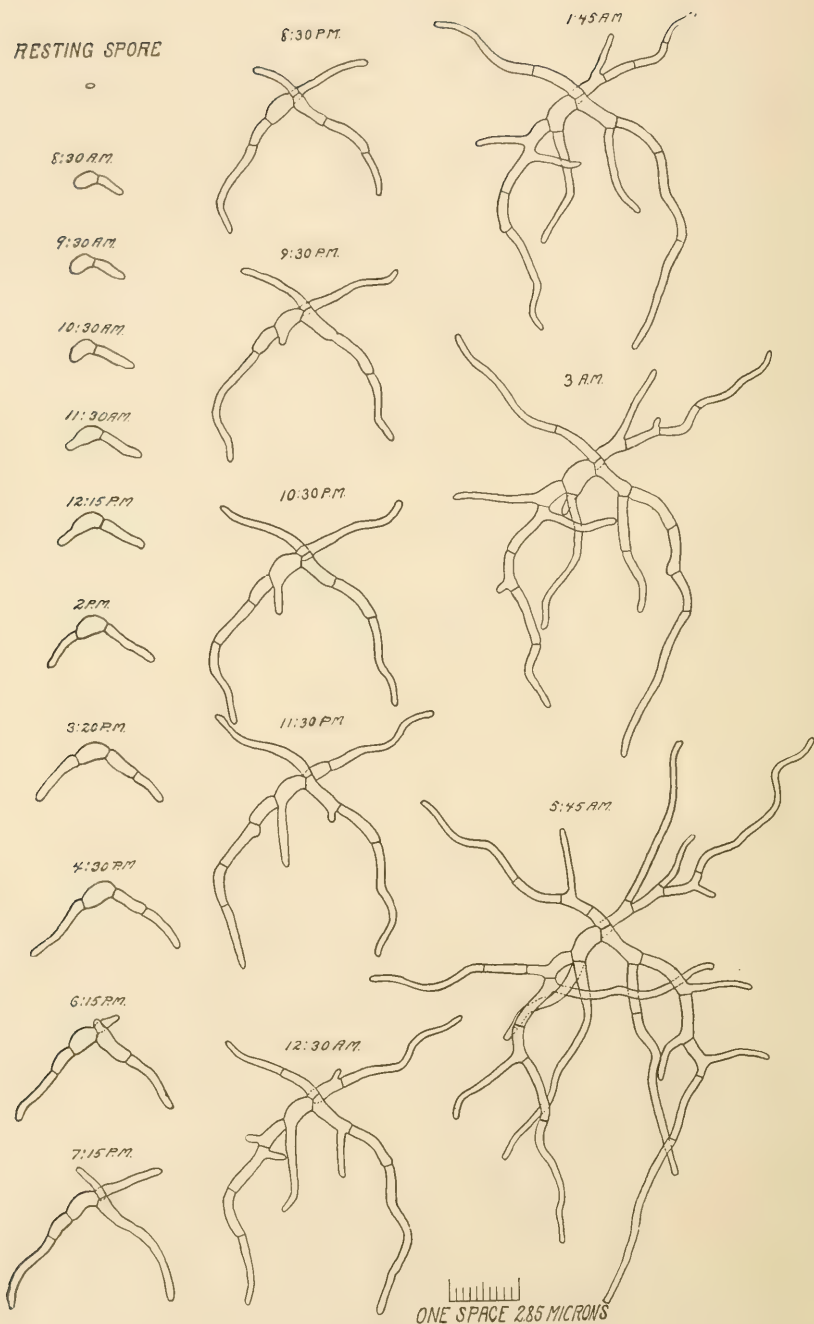 RESTING SPORE
8:30 A.M.
9:30 A.M.
10:30 A.M.
11:30 A.M.
12:15 P.M
2 P.M.
3:20 P.M.
4:30 P.M
6:15 P.M.
7:15 P.M.
8:30 P.M.
9:30 P.M.
10:30 P.M.
11:30 P.M
12:30 A.M.
1:45 A.M
3 A.M.
5:45 A.M.
ONE SPACE 2.85 MICRONS